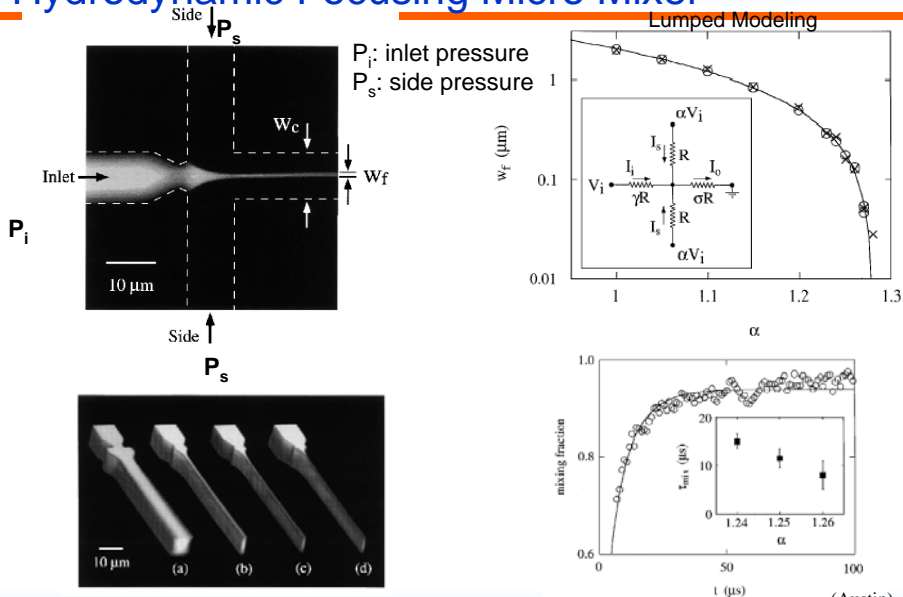 Hydrodynamic Focusing Micro Mixer
Side
Ps
Pi: inlet pressure
Ps: side pressure
Wc
Wf
Inlet
Pi
10 µm
Side
Ps
Lumped Modeling
wf (µm)
1
0.1
0.01
αVi
Is
R
Ii
Io
Vi
γR
σR
Is
R
αVi
1
1.1
1.2
1.3
α
10 µm
(a)
(b)
(c)
(d)
mixing fraction
1.0
0.8
0.6
τmix (µs)
20
10
0
1.24
1.25
1.26
α
0
50
100
t (µs)
(Austin)